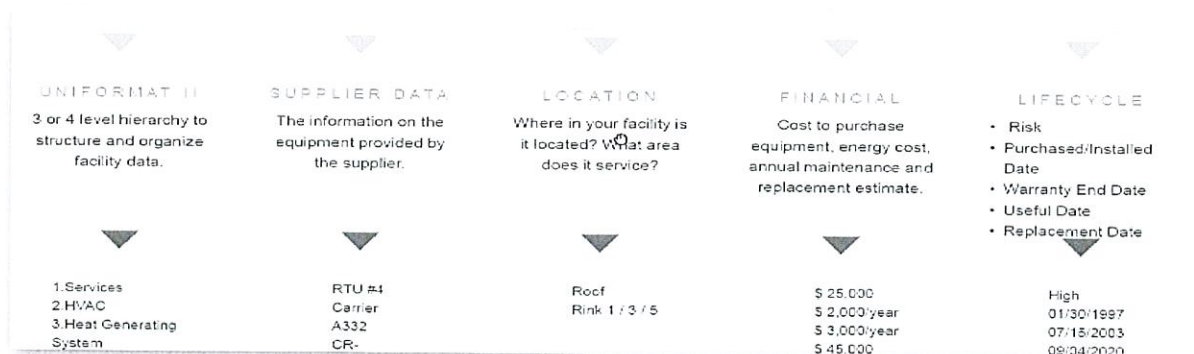 UNIFORMAT II
3 or 4 level hierarchy to
structure and organize
facility data.
1.Services
2.HVAC
3.Heat Generating
System
SUPPLIER DATA
The information on the
equipment provided by
the supplier.
RTU #4
Carrier
A332
CR-
LOCATION
Where in your facility is
it located? What area
does it service?
Roof
Rink 1 / 3 / 5
FINANCIAL
Cost to purchase
equipment, energy cost,
annual maintenance and
replacement estimate.
$ 25,000
$ 2,000/year
$ 3,000/year
$ 45,000
LIFECYCLE
• Risk
• Purchased/Installed
Date
• Warranty End Date
• Useful Date
• Replacement Date
High
01/30/1997
07/15/2003
09/04/2020